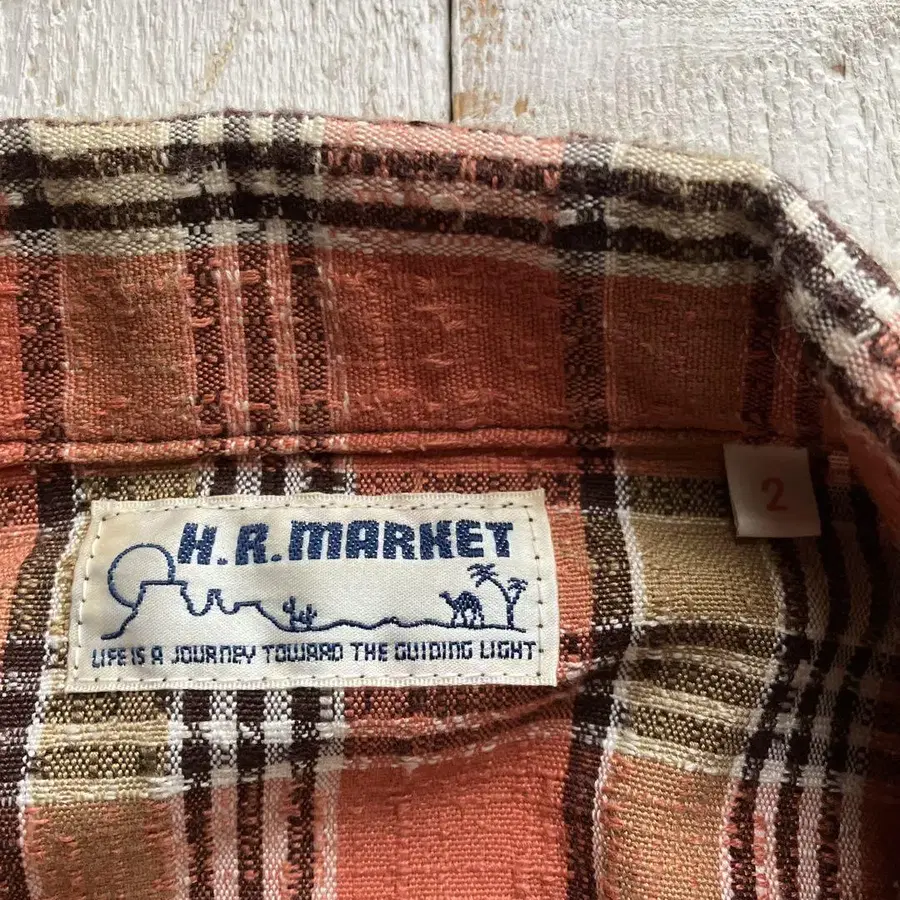 H.R.MARKET
LIFE IS A JOURNEY TOWARD THE GUIDING LIGHT
2